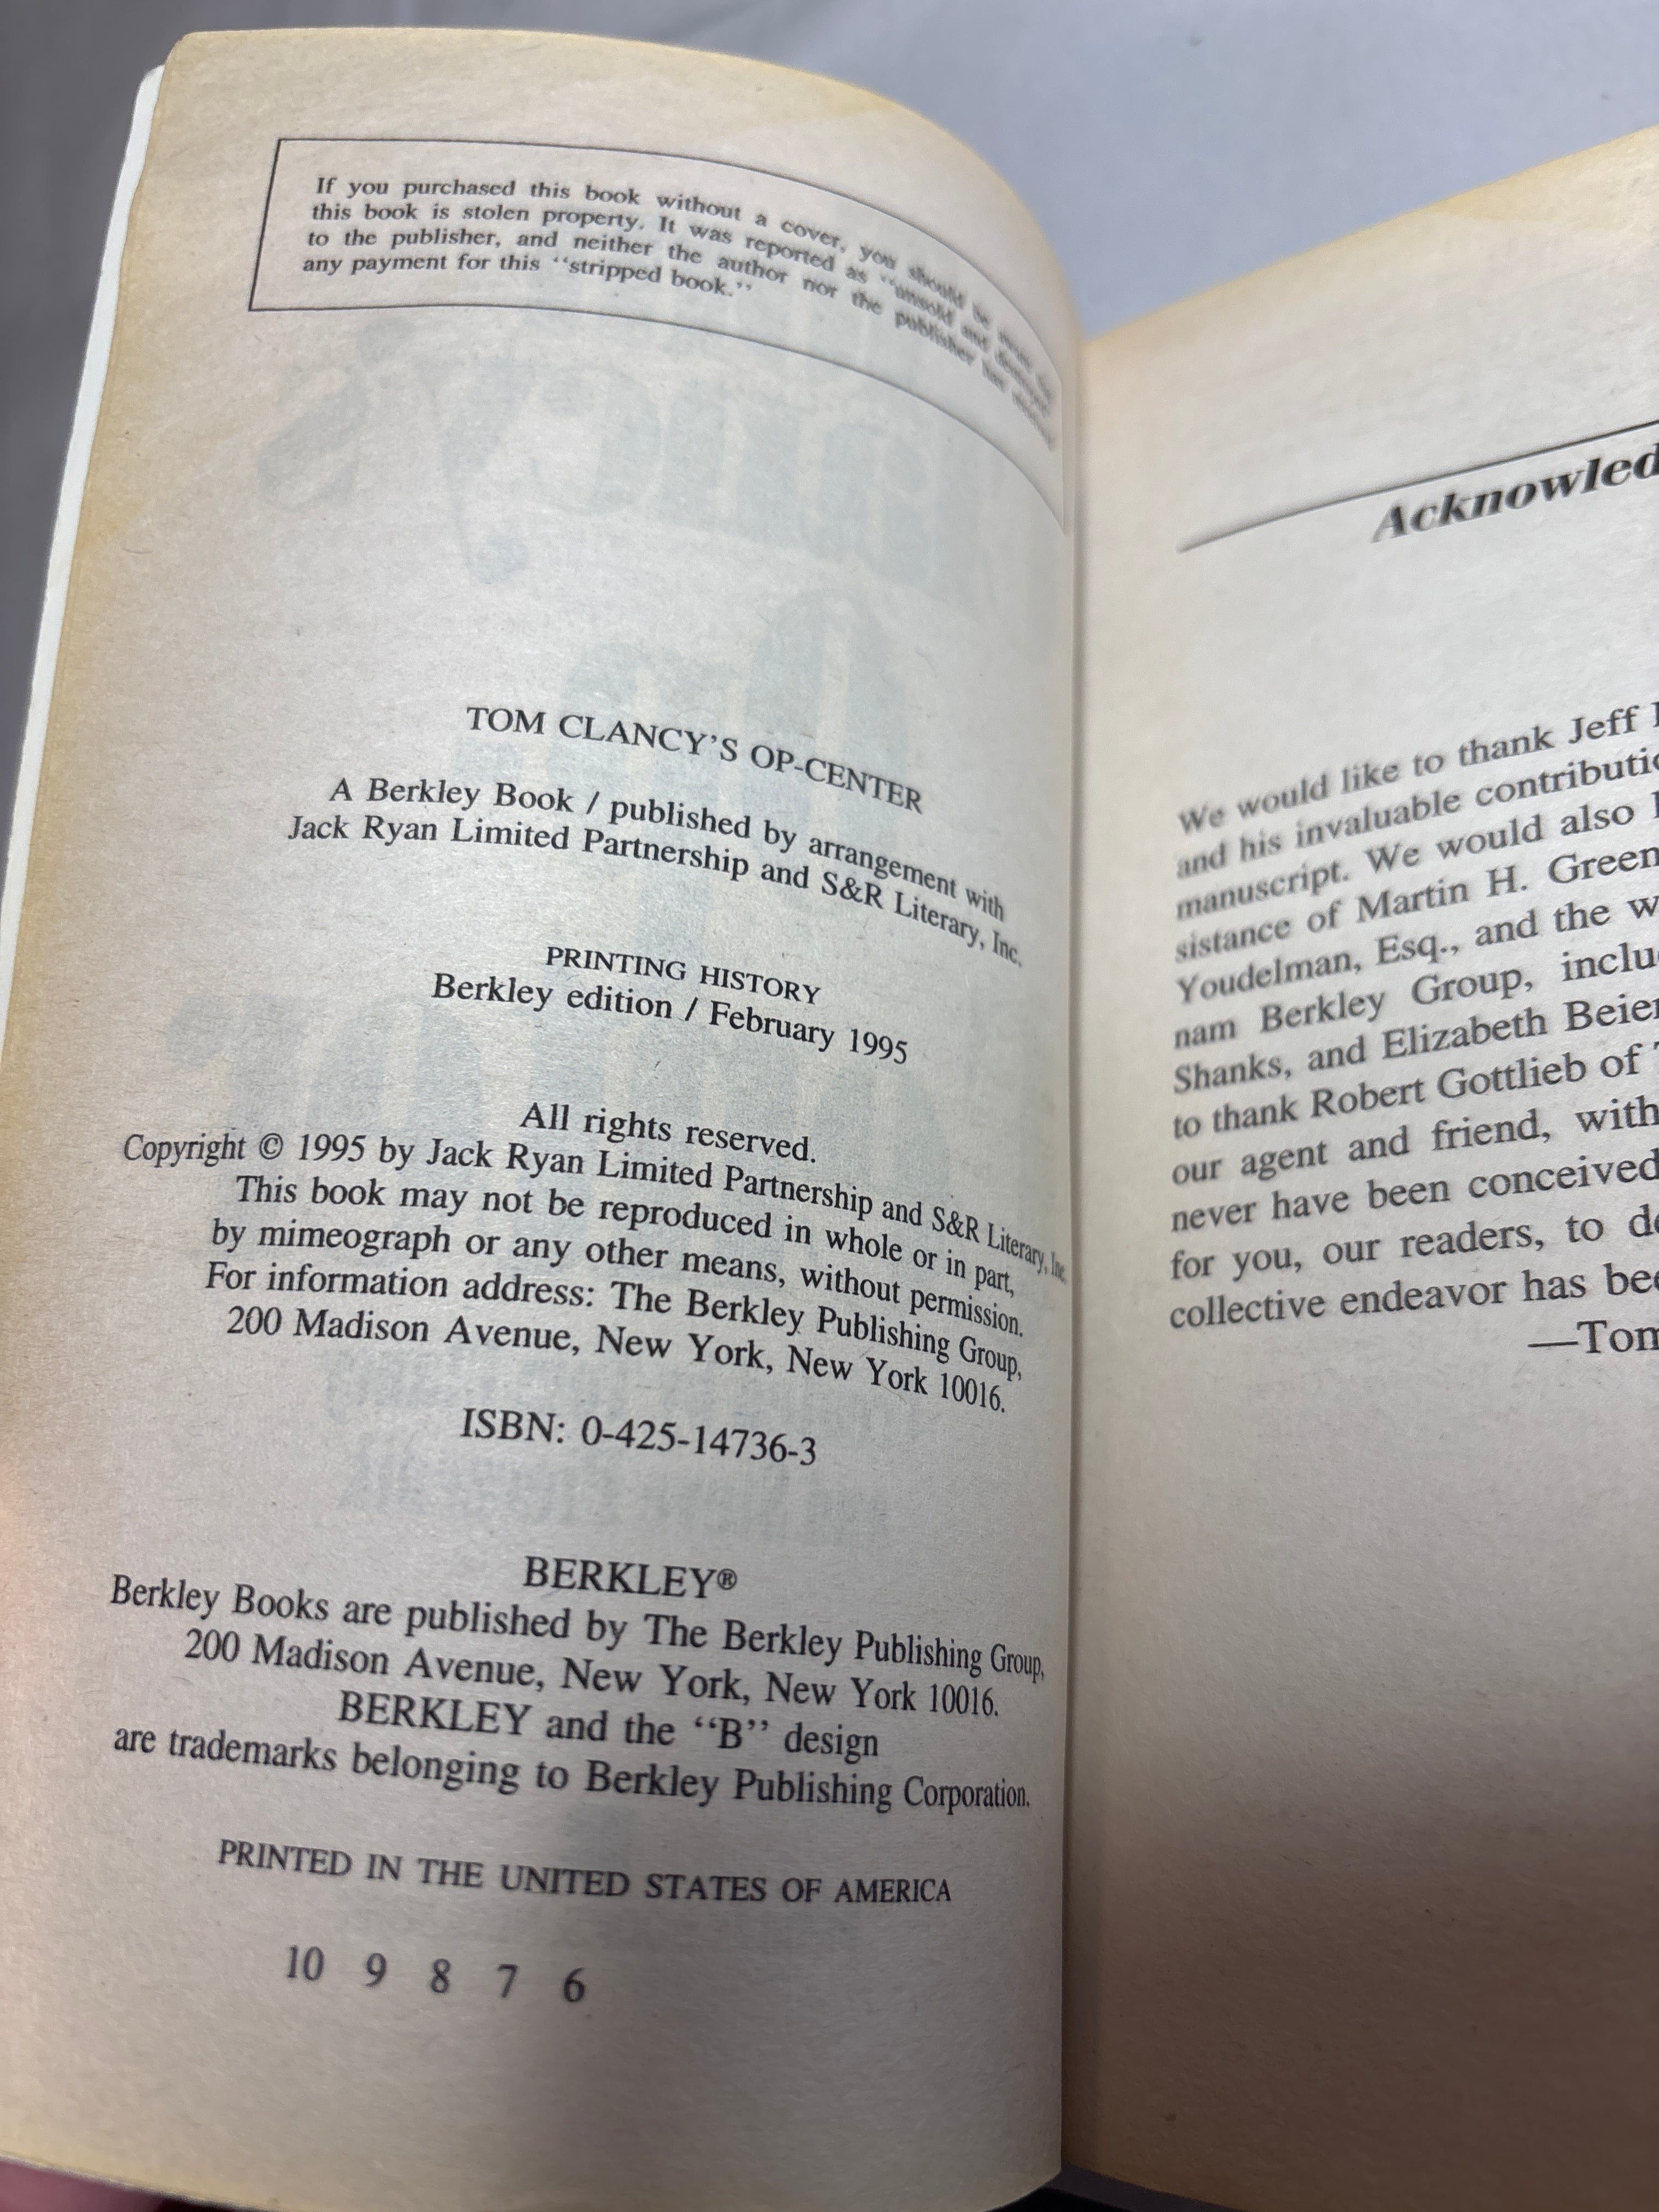 If you purchased this book without a cover, you should be
this book is stolen property. It was reported as "unsold and
to the publisher, and neither the author nor the publisher has
any payment for this "stripped book."
TOM CLANCY'S OP-CENTER
A Berkley Book / published by arrangement with
Jack Ryan Limited Partnership and S&R Literary, Inc.
PRINTING HISTORY
Berkley edition / February 1995
All rights reserved.
Copyright © 1995 by Jack Ryan Limited Partnership and S&R Literary, Inc.
This book may not be reproduced in whole or in part,
by mimeograph or any other means, without permission.
For information address: The Berkley Publishing Group,
200 Madison Avenue, New York, New York 10016.
ISBN: 0-425-14736-3
BERKLEY®
Berkley Books are published by The Berkley Publishing Group,
200 Madison Avenue, New York, New York 10016.
BERKLEY and the "B" design
are trademarks belonging to Berkley Publishing Corporation.
PRINTED IN THE UNITED STATES OF AMERICA
10 9 8 7 6
Acknowled
We would like to thank Jeff
and his invaluable contributi
manuscript. We would also
sistance of Martin H. Green
Youdelman, Esq., and the w
nam Berkley Group, inclu
Shanks, and Elizabeth Beier
to thank Robert Gottlieb of
our agent and friend, with
never have been conceived
for you, our readers, to de
collective endeavor has bee
—Tom